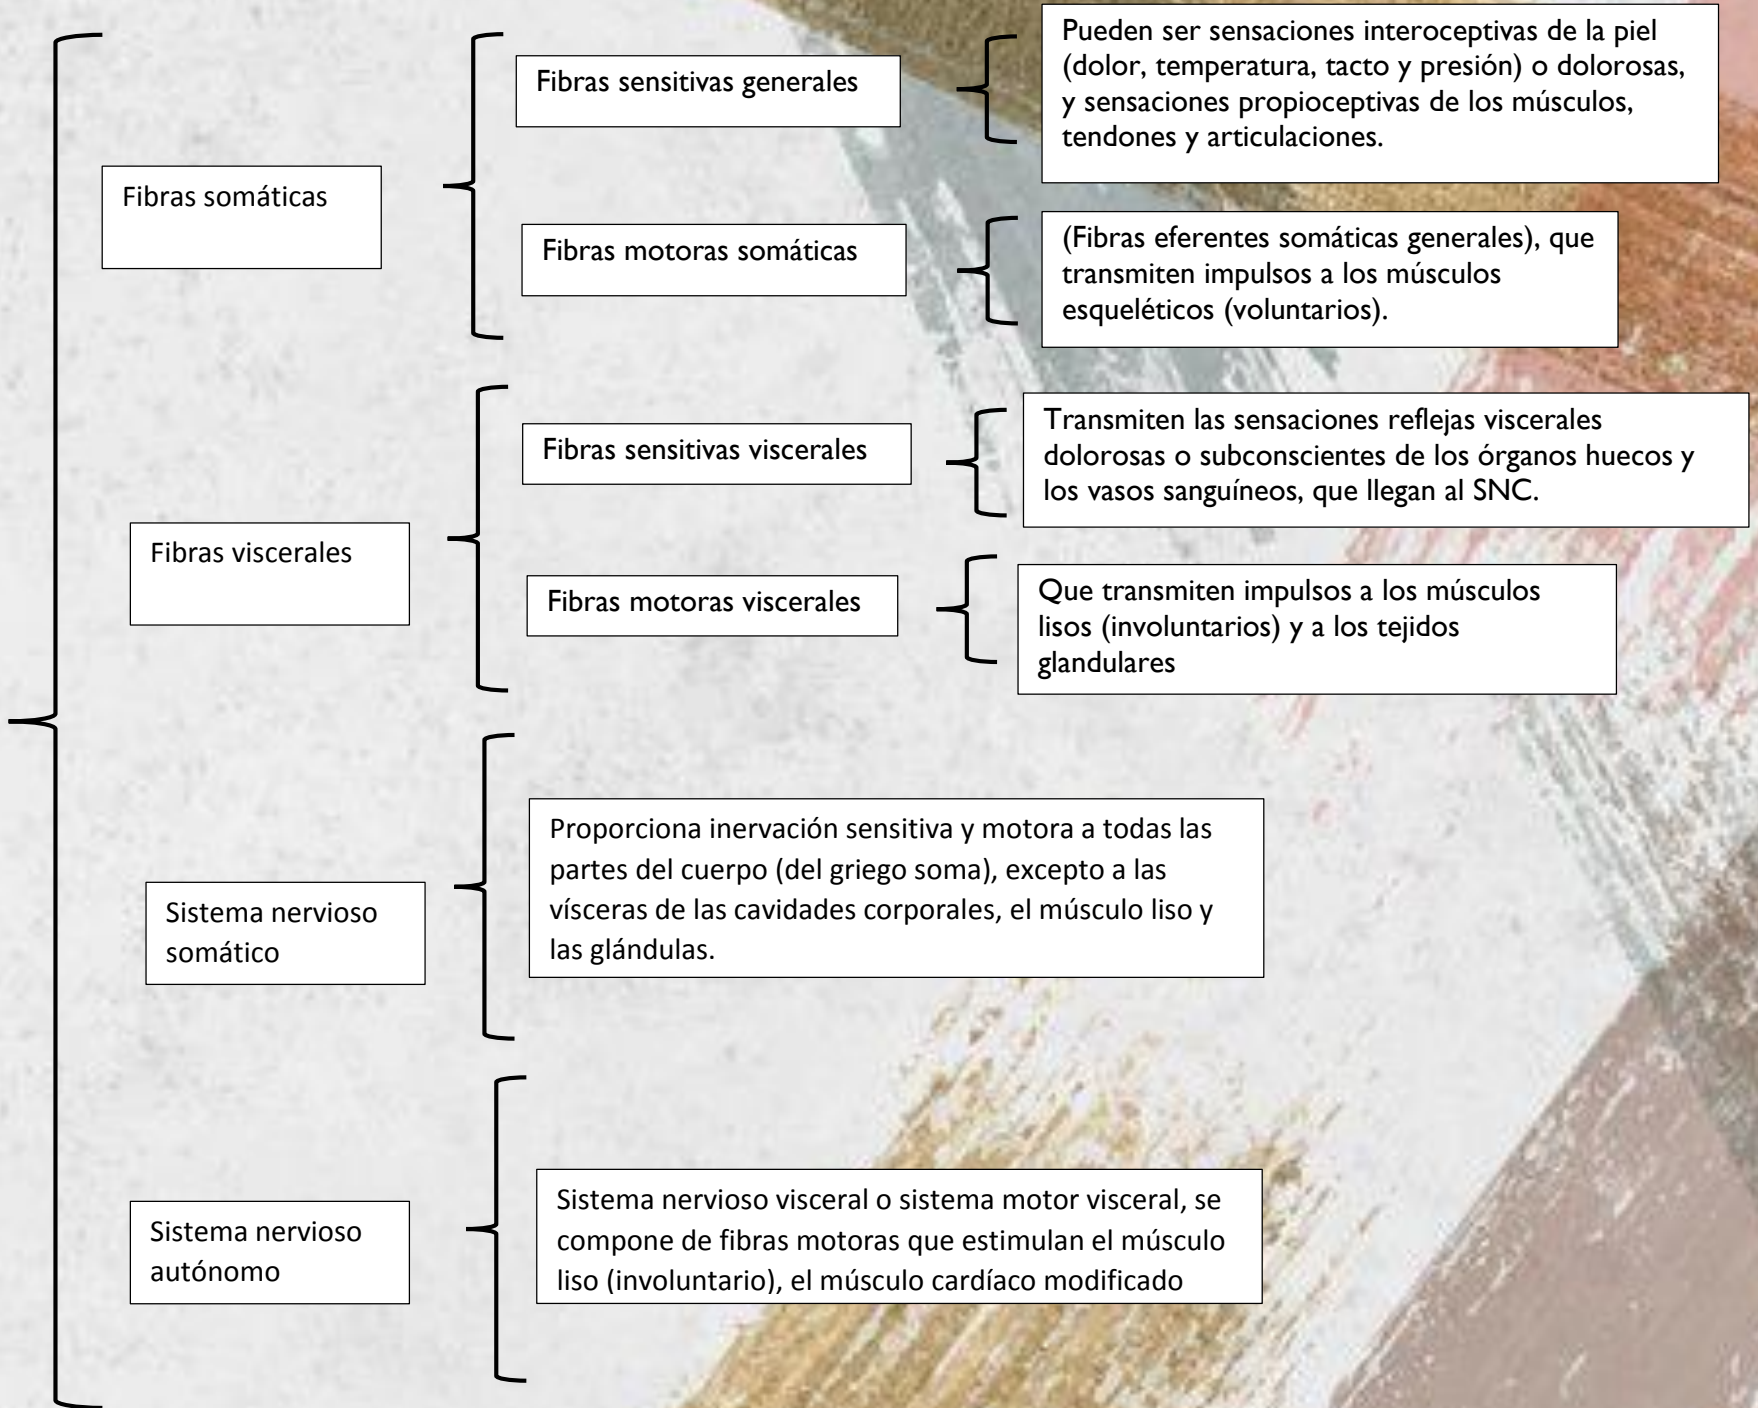 Fibras somáticas
Fibras sensitivas generales
Pueden ser sensaciones interoceptivas de la piel
(dolor, temperatura, tacto y presión) o dolorosas,
y sensaciones propioceptivas de los músculos,
tendones y articulaciones.
Fibras motoras somáticas
(Fibras eferentes somáticas generales), que
transmiten impulsos a los músculos
esqueléticos (voluntarios).
Fibras viscerales
Fibras sensitivas viscerales
Transmiten las sensaciones reflejas viscerales
dolorosas o subconscientes de los órganos huecos y
los vasos sanguíneos, que llegan al SNC.
Fibras motoras viscerales
Que transmiten impulsos a los músculos
lisos (involuntarios) y a los tejidos
glandulares
Sistema nervioso
somático
Proporciona inervación sensitiva y motora a todas las
partes del cuerpo (del griego soma), excepto a las
vísceras de las cavidades corporales, el músculo liso y
las glándulas.
Sistema nervioso
autónomo
Sistema nervioso visceral o sistema motor visceral, se
compone de fibras motoras que estimulan el músculo
liso (involuntario), el músculo cardíaco modificado